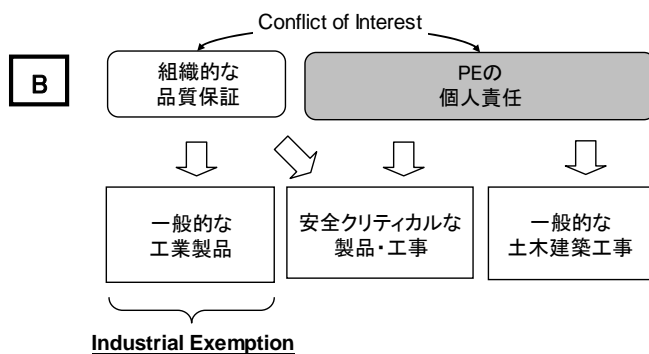 Conflict of Interest
B
組織的な
品質保証
PEの
個人責任
一般的な
工業製品
安全クリティカルな
製品・工事
一般的な
土木建築工事
Industrial Exemption